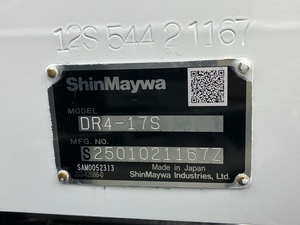 12S 544 2 1167
ShinMaywa
MODEL
DR4-17S
MFG. NO.
S2501021167Z
SAM0052313
Made in Japan
ShinMaywa Industries, Ltd.